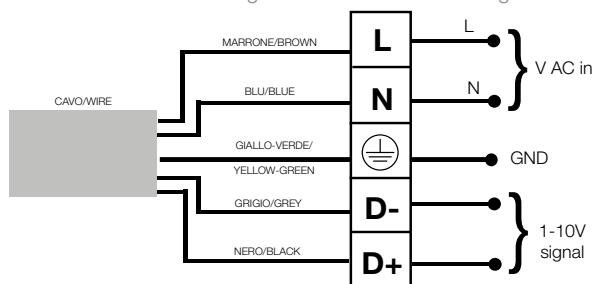 MARRONE/BROWN
L
L
V AC in
CAVO/WIRE
BLU/BLUE
N
N
GIALLO-VERDE/
YELLOW-GREEN
GND
GRIGIO/GREY
D-
1-10V
signal
NERO/BLACK
D+